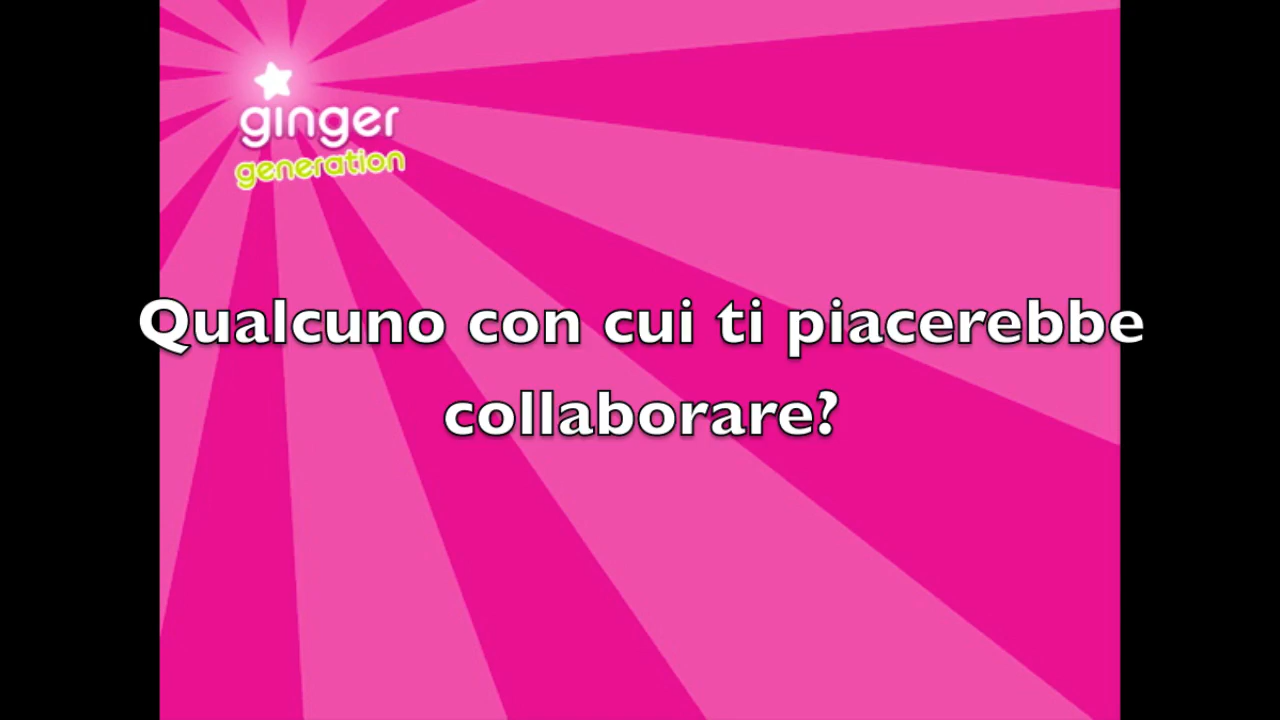 ginger
generation
Qualcuno con cui ti piacerebbe
collaborare?